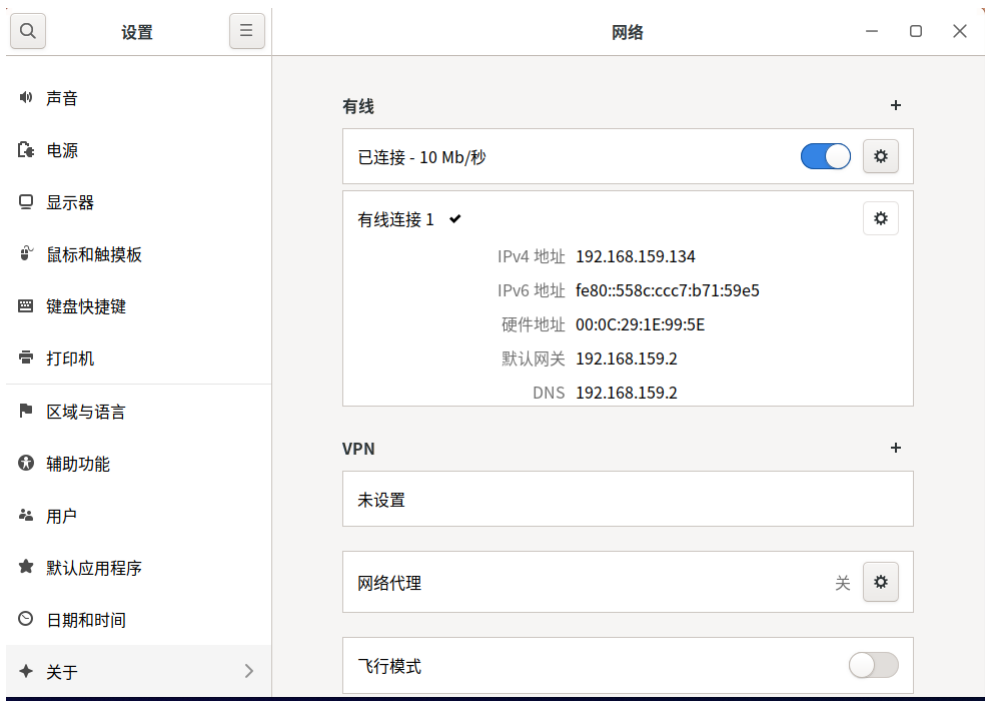 设置
网络
声音
电源
显示器
鼠标和触摸板
键盘快捷键
打印机
区域与语言
辅助功能
用户
默认应用程序
日期和时间
关于
有线
已连接 - 10 Mb/秒
有线连接 1
IPv4 地址 192.168.159.134
IPv6 地址 fe80::558c:ccc7:b71:59e5
硬件地址 00:0C:29:1E:99:5E
默认网关 192.168.159.2
DNS 192.168.159.2
VPN
未设置
网络代理 关
飞行模式